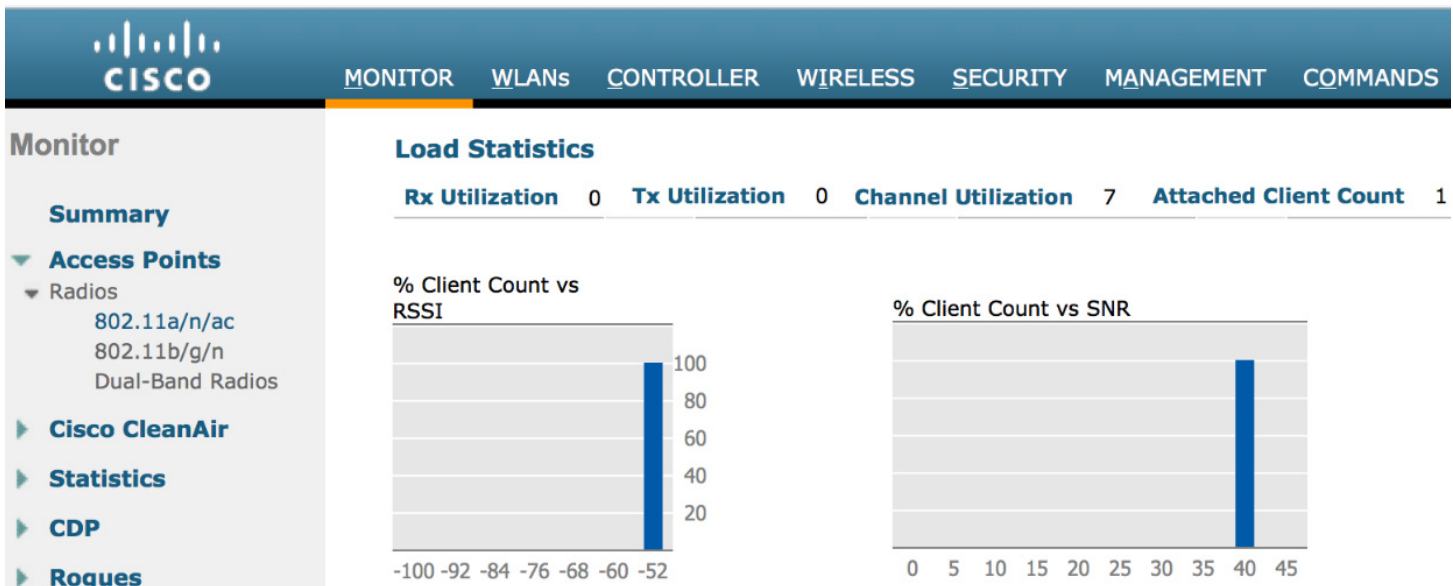 CISCO
MONITOR WLANs CONTROLLER WIRELESS SECURITY MANAGEMENT COMMANDS
Monitor
Summary
Access Points
Radios
802.11a/n/ac
802.11b/g/n
Dual-Band Radios
Cisco CleanAir
Statistics
CDP
Rogues
Load Statistics
Rx Utilization 0 Tx Utilization 0 Channel Utilization 7 Attached Client Count 1
% Client Count vs
RSSI
100
80
60
40
20
-100 -92 -84 -76 -68 -60 -52
% Client Count vs SNR
0 5 10 15 20 25 30 35 40 45